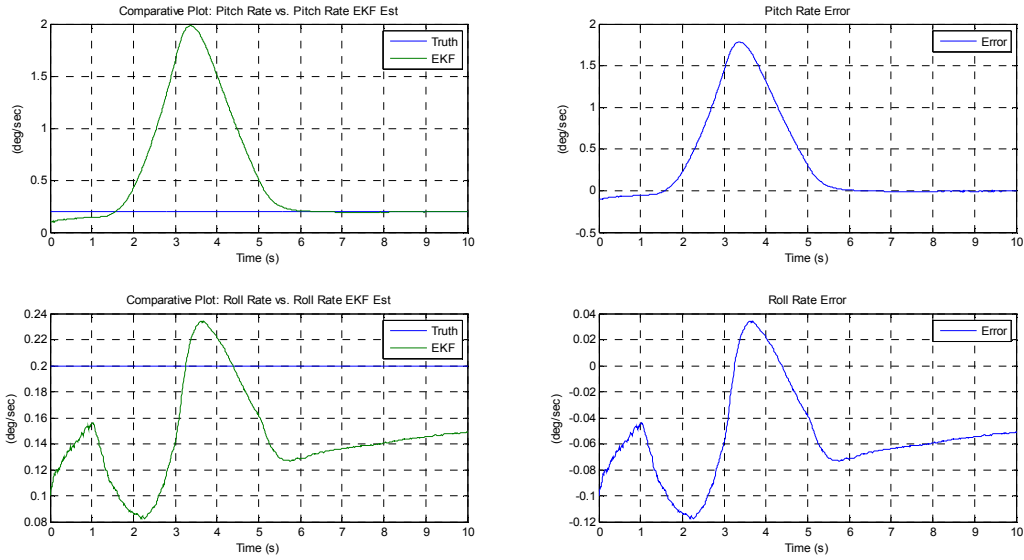 Comparative Plot: Pitch Rate vs. Pitch Rate EKF Est
2
1.5
1
0.5
0
(deg/sec)
Truth
EKF
0 1 2 3 4 5 6 7 8 9 10
Time (s)
Pitch Rate Error
2
1.5
1
0.5
0
-0.5
(deg/sec)
Error
0 1 2 3 4 5 6 7 8 9 10
Time (s)
Comparative Plot: Roll Rate vs. Roll Rate EKF Est
0.24
0.22
0.2
0.18
0.16
0.14
0.12
0.1
0.08
(deg/sec)
Truth
EKF
0 1 2 3 4 5 6 7 8 9 10
Time (s)
Roll Rate Error
0.04
0.02
0
-0.02
-0.04
-0.06
-0.08
-0.1
-0.12
(deg/sec)
Error
0 1 2 3 4 5 6 7 8 9 10
Time (s)